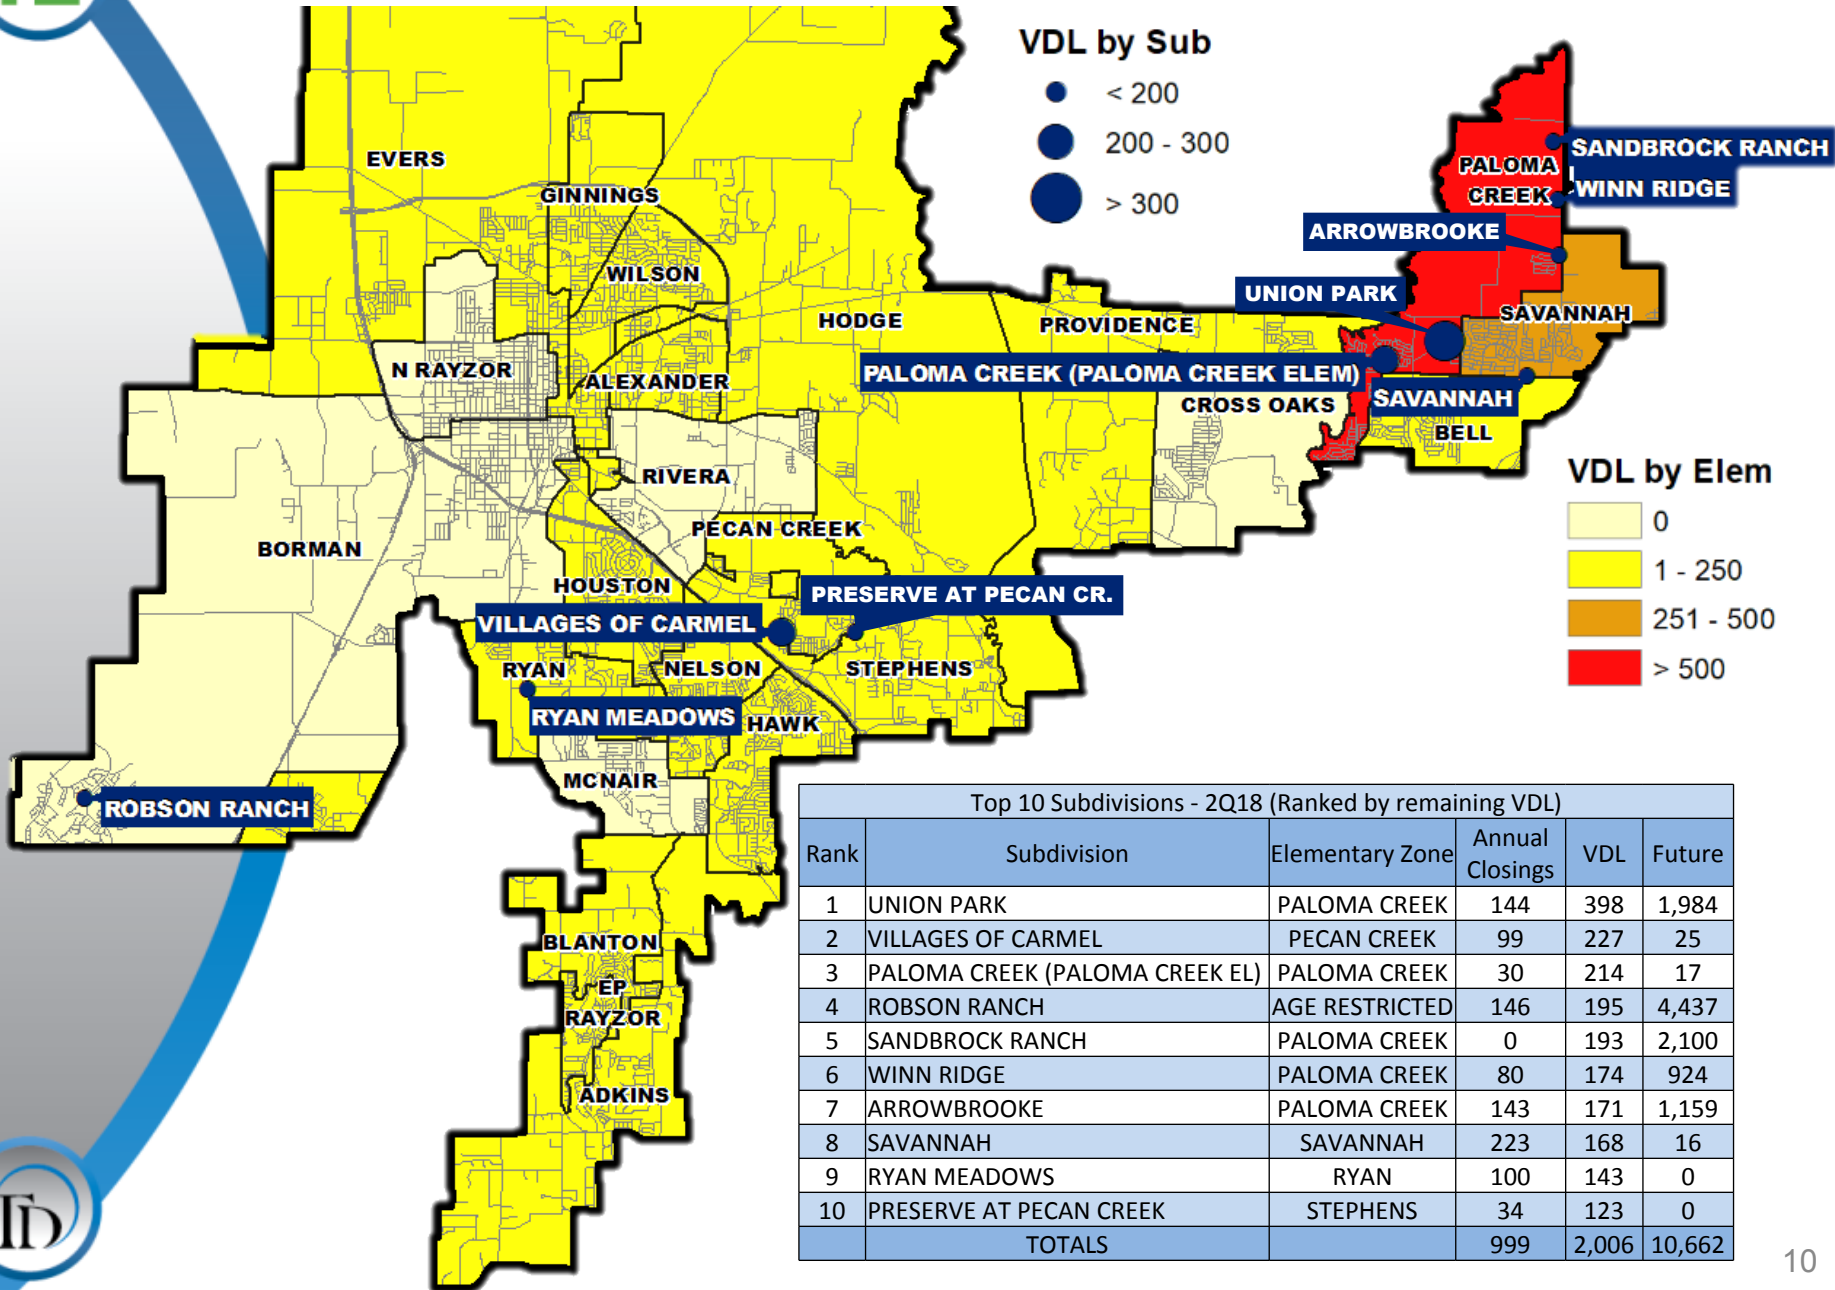 VDL by Sub
< 200
200 - 300
> 300
EVERS
GINNINGS
WILSON
N RAYZOR
ALEXANDER
HODGE
PROVIDENCE
PALOMA
CREEK
SANDBROCK RANCH
WINN RIDGE
ARROWBROOKE
UNION PARK
SAVANNAH
PALOMA CREEK (PALOMA CREEK ELEM)
CROSS OAKS
SAVANNAH
BELL
RIVERA
PECAN CREEK
BORMAN
HOUSTON
PRESERVE AT PECAN CR.
VILLAGES OF CARMEL
RYAN
NELSON
STEPHENS
RYAN MEADOWS
HAWK
MCNAIR
ROBSON RANCH
BLANTON
EP
RAYZOR
ADKINS
VDL by Elem
0
1 - 250
251 - 500
> 500
Top 10 Subdivisions - 2Q18 (Ranked by remaining VDL)
Rank Subdivision Elementary Zone Annual Closings VDL Future
1 UNION PARK PALOMA CREEK 144 398 1,984
2 VILLAGES OF CARMEL PECAN CREEK 99 227 25
3 PALOMA CREEK (PALOMA CREEK EL) PALOMA CREEK 30 214 17
4 ROBSON RANCH AGE RESTRICTED 146 195 4,437
5 SANDBROCK RANCH PALOMA CREEK 0 193 2,100
6 WINN RIDGE PALOMA CREEK 80 174 924
7 ARROWBROOKE PALOMA CREEK 143 171 1,159
8 SAVANNAH SAVANNAH 223 168 16
9 RYAN MEADOWS RYAN 100 143 0
10 PRESERVE AT PECAN CREEK STEPHENS 34 123 0
TOTALS 999 2,006 10,662
10